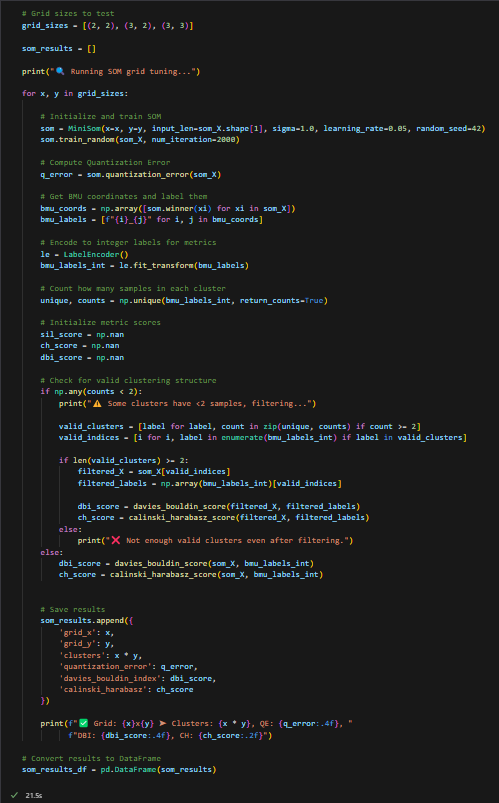 # Grid sizes to test
grid_sizes = [(2, 2), (3, 2), (3, 3)]
som_results = []
print("🔍 Running SOM grid tuning...")
for x, y in grid_sizes:
# Initialize and train SOM
som = MiniSom(x=x, y=y, input_len=som_X.shape[1], sigma=1.0, learning_rate=0.05, random_seed=42)
som.train_random(som_X, num_iteration=2000)
# Compute Quantization Error
q_error = som.quantization_error(som_X)
# Get BMU coordinates and label them
bmu_coords = np.array([som.winner(xi) for xi in som_X])
bmu_labels = [f"{i}_{j}" for i, j in bmu_coords]
# Encode to integer labels for metrics
le = LabelEncoder()
bmu_labels_int = le.fit_transform(bmu_labels)
# Count how many samples in each cluster
unique, counts = np.unique(bmu_labels_int, return_counts=True)
# Initialize metric scores
sil_score = np.nan
ch_score = np.nan
dbi_score = np.nan
# Check for valid clustering structure
if np.any(counts < 2):
print("⚠️ Some clusters have <2 samples, filtering...")
valid_clusters = [label for label, count in zip(unique, counts) if count >= 2]
valid_indices = [i for i, label in enumerate(bmu_labels_int) if label in valid_clusters]
if len(valid_clusters) >= 2:
filtered_X = som_X[valid_indices]
filtered_labels = np.array(bmu_labels_int)[valid_indices]
dbi_score = davies_bouldin_score(filtered_X, filtered_labels)
ch_score = calinski_harabasz_score(filtered_X, filtered_labels)
else:
print("❌ Not enough valid clusters even after filtering.")
else:
dbi_score = davies_bouldin_score(som_X, bmu_labels_int)
ch_score = calinski_harabasz_score(som_X, bmu_labels_int)
# Save results
som_results.append({
'grid_x': x,
'grid_y': y,
'clusters': x * y,
'quantization_error': q_error,
'davies_bouldin_index': dbi_score,
'calinski_harabasz': ch_score
})
print(f"✅ Grid: {x}x{y} ➤ Clusters: {x * y}, QE: {q_error:.4f}, "
f"DBI: {dbi_score:.4f}, CH: {ch_score:.2f}")
# Convert results to DataFrame
som_results_df = pd.DataFrame(som_results)
✓ 21.5s